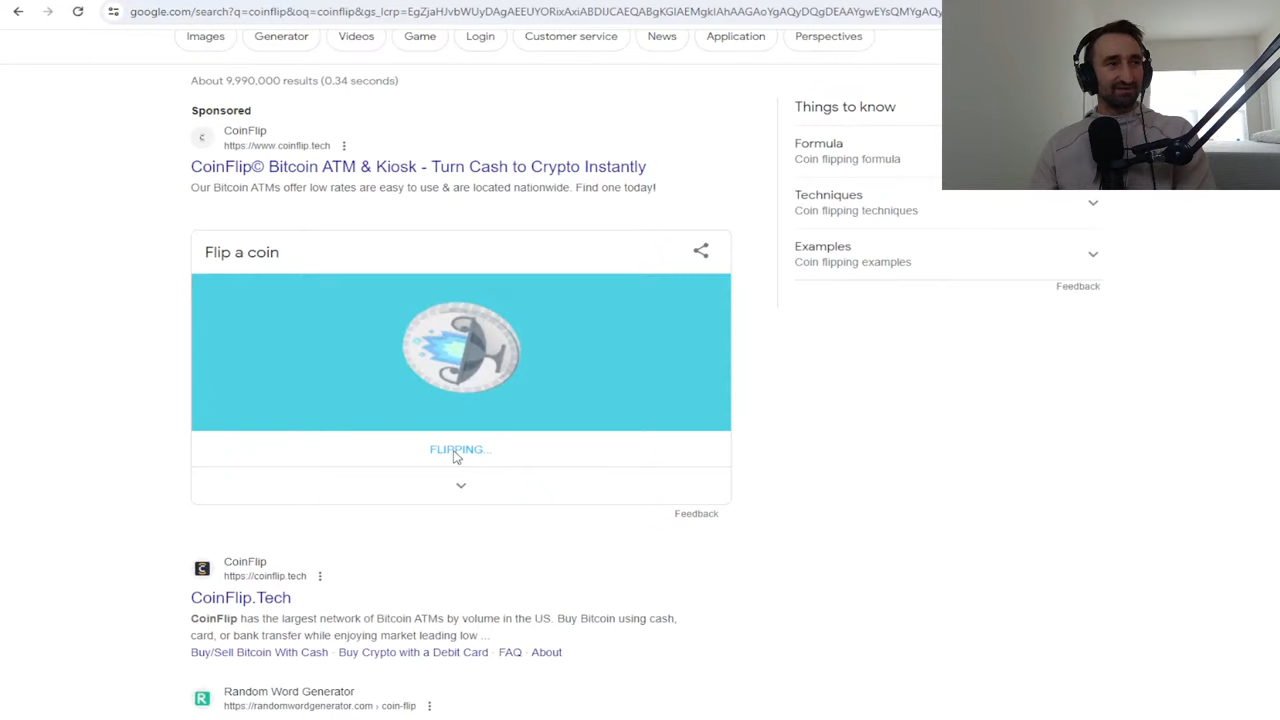 google.com/search?q=coinflip&oq=coinflip&gs_lcrp=
Images Generator Videos Game Login Customer service News Application Perspectives
About 9,990,000 results (0.34 seconds)
Sponsored
C
CoinFlip
https://www.coinflip.tech
CoinFlip© Bitcoin ATM & Kiosk - Turn Cash to Crypto Instantly
Our Bitcoin ATMs offer low rates are easy to use & are located nationwide. Find one today!
Flip a coin
FLIPPING...
Feedback
C
CoinFlip
https://coinflip.tech
CoinFlip.Tech
CoinFlip has the largest network of Bitcoin ATMs by volume in the US. Buy Bitcoin using cash,
card, or bank transfer while enjoying market leading low ...
Buy/Sell Bitcoin With Cash · Buy Crypto with a Debit Card · FAQ · About
R
Random Word Generator
https://randomwordgenerator.com › coin-flip
Things to know
Formula
Coin flipping formula
Techniques
Coin flipping techniques
Examples
Coin flipping examples
Feedback